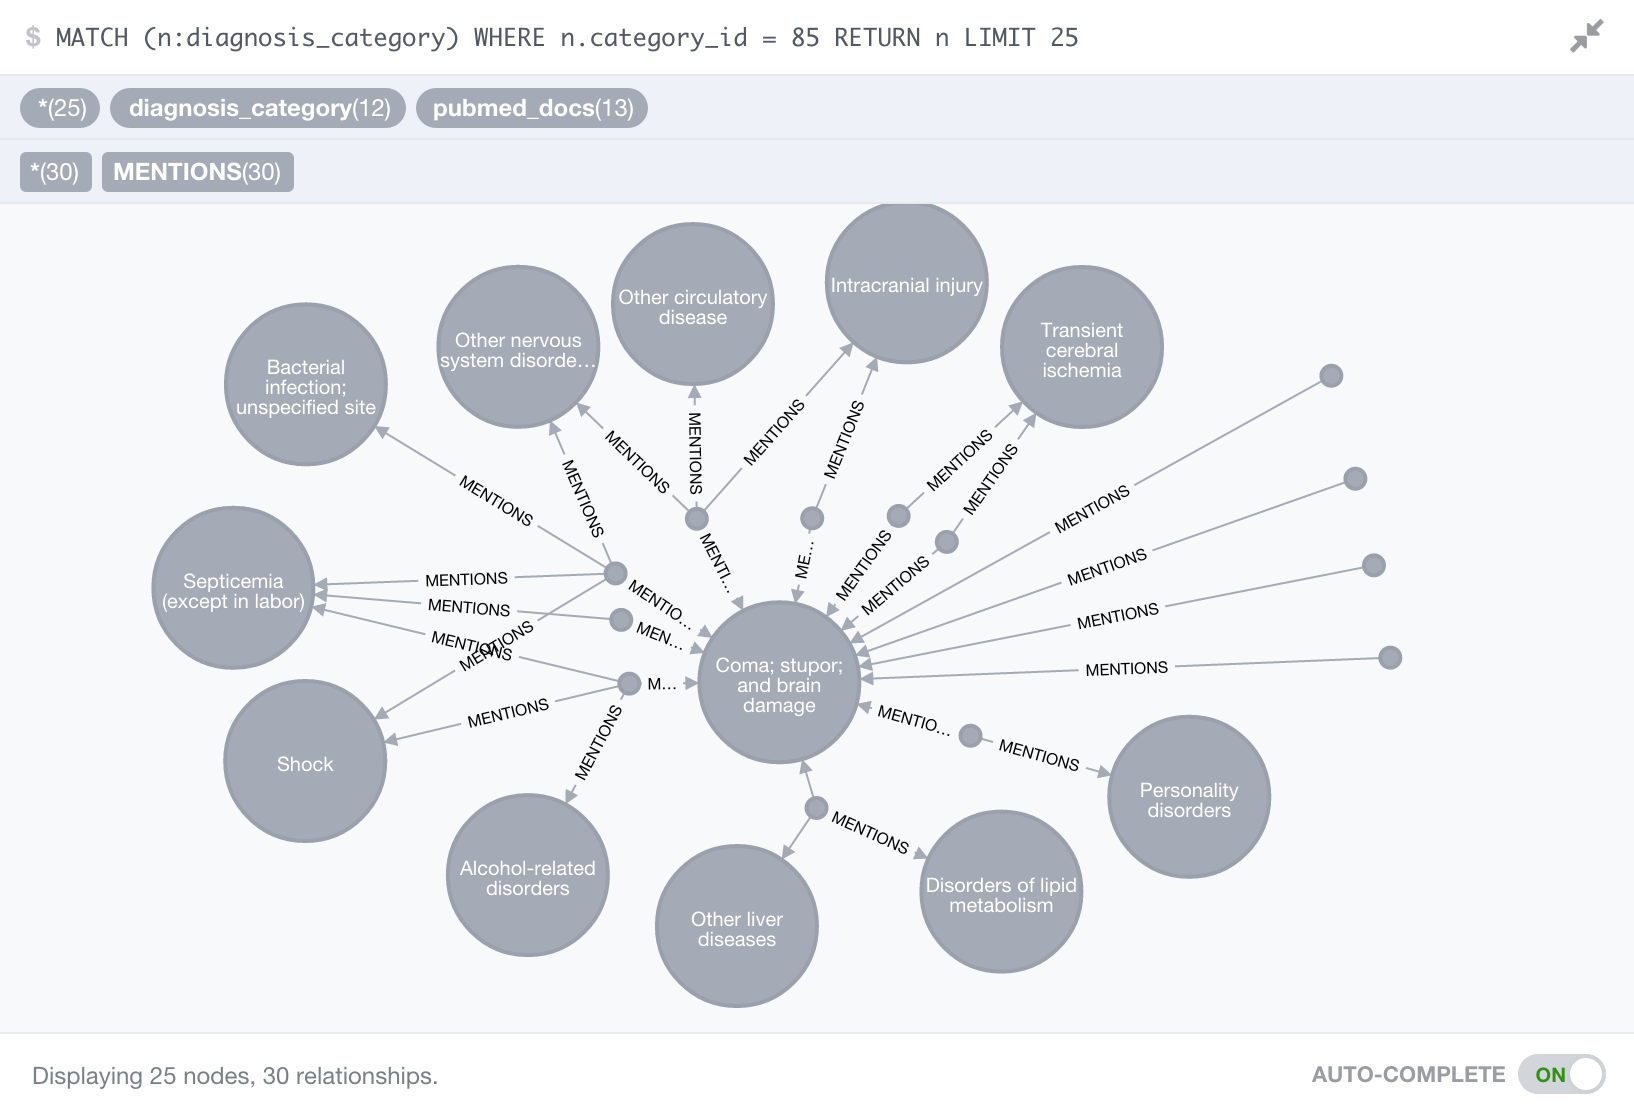 $ MATCH (n:diagnosis_category) WHERE n.category_id = 85 RETURN n LIMIT 25
*(25) diagnosis_category(12) pubmed_docs(13)
*(30) MENTIONS(30)
Intracranial injury
Other circulatory
disease
Other nervous
system disorde…
Transient
cerebral
ischemia
Bacterial
infection;
unspecified site
MENTIONS
MENTIONS
MENTIONS
MENTIONS
MENTIONS
MENTIONS
MENTIONS
MENTIONS
MENTIONS
MENTI…
ME…
MENTIONS
MENTIONS
MENTIONS
Septicemia
(except in labor)
MENTIONS
MENTIONS
MENTIO…
MEN…
MENTIONS
MENTIONS
MENTIONS
M…
Coma; stupor;
and brain
damage
MENTIONS
MENTIONS
MENTIONS
MENTIONS
MENTIO…
MENTIONS
Shock
Personality
disorders
MENTIONS
Alcohol-related
disorders
Disorders of lipid
metabolism
Other liver
diseases
Displaying 25 nodes, 30 relationships.
AUTO-COMPLETE ON